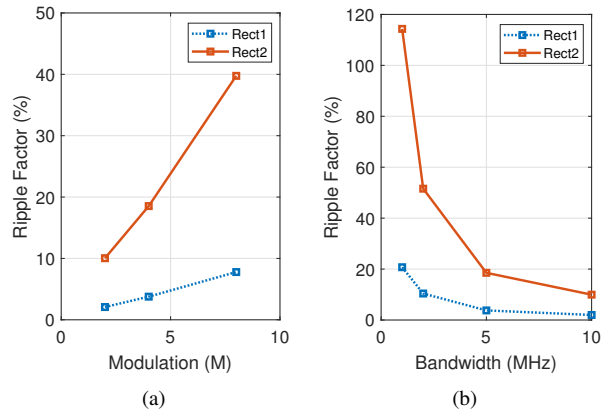 50
40
30
20
10
0
Ripple Factor (%)
Rect1
Rect2
0
5
10
Modulation (M)
(a)
120
100
80
60
40
20
0
Ripple Factor (%)
Rect1
Rect2
0
5
10
Bandwidth (MHz)
(b)